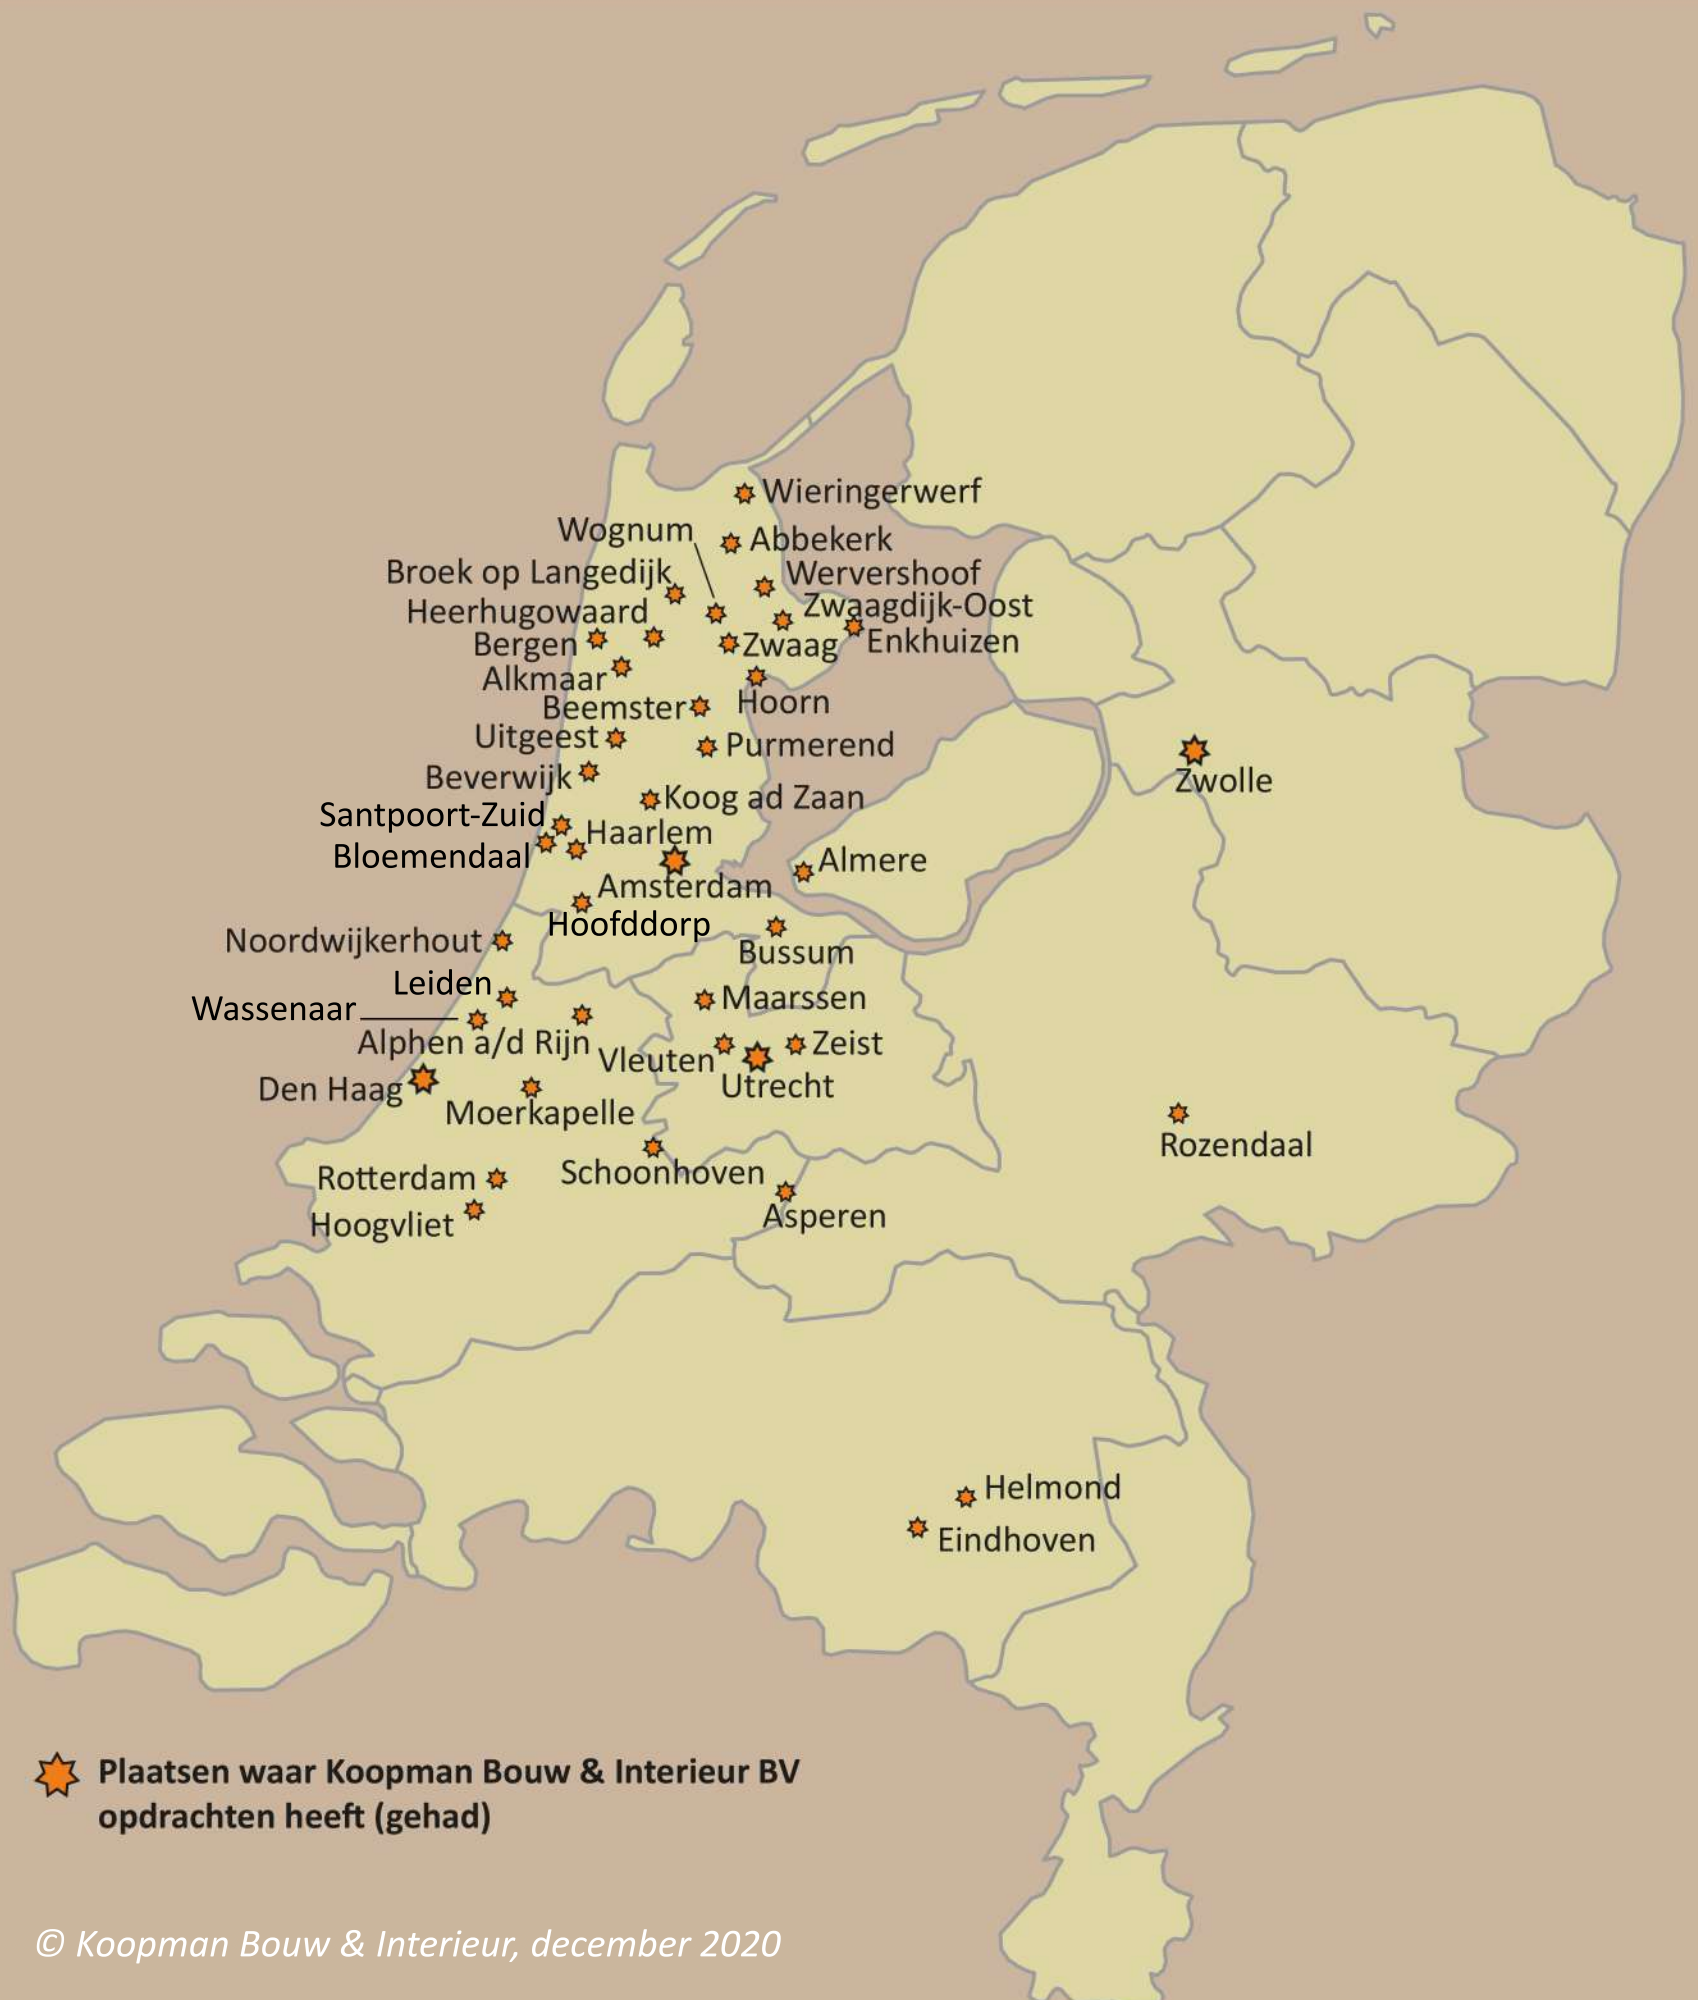 Wieringerwerf
Wognum
Abbekerk
Broek op Langedijk
Wervershoof
Heerhugowaard
Zwaagdijk-Oost
Bergen
Zwaag
Enkhuizen
Alkmaar
Beemster
Hoorn
Uitgeest
Purmerend
Beverwijk
Zwolle
Koog ad Zaan
Santpoort-Zuid
Haarlem
Bloemendaal
Almere
Amsterdam
Hoofddorp
Noordwijkerhout
Bussum
Leiden
Maarssen
Wassenaar
Alphen a/d Rijn
Vleuten
Zeist
Den Haag
Utrecht
Moerkapelle
Rozendaal
Schoonhoven
Rotterdam
Asperen
Hoogvliet
Helmond
Eindhoven
Plaatsen waar Koopman Bouw & Interieur BV
opdrachten heeft (gehad)
© Koopman Bouw & Interieur, december 2020